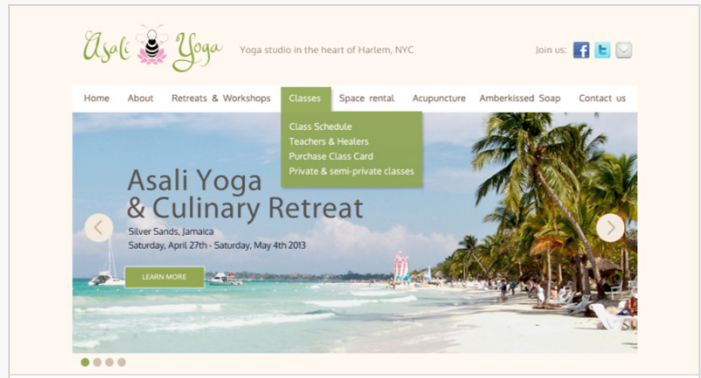 Asali Yoga
Yoga studio in the heart of Harlem, NYC
Join us:
Home About Retreats & Workshops Classes Space rental Acupuncture Amberkissed Soap Contact us
Class Schedule
Teachers & Healers
Purchase Class Card
Private & semi-private classes
Asali Yoga
& Culinary Retreat
Silver Sands, Jamaica
Saturday, April 27th - Saturday, May 4th 2013
LEARN MORE